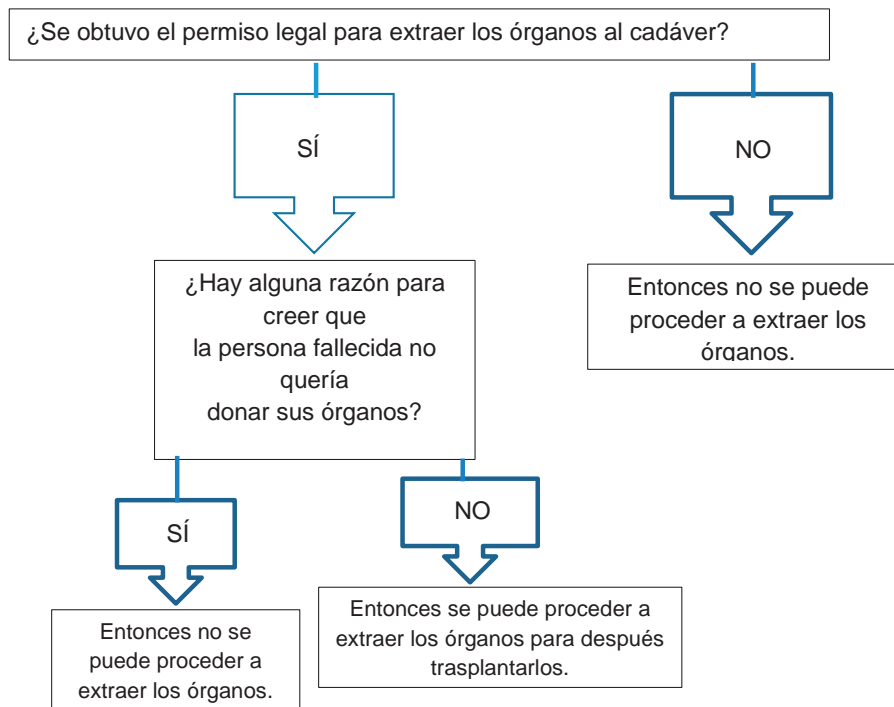 ¿Se obtuvo el permiso legal para extraer los órganos al cadáver?
SÍ
NO
¿Hay alguna razón para
creer que
la persona fallecida no
quería
donar sus órganos?
Entonces no se puede
proceder a extraer los
órganos.
SÍ
NO
Entonces no se
puede proceder a
extraer los órganos.
Entonces se puede proceder a
extraer los órganos para después
trasplantarlos.